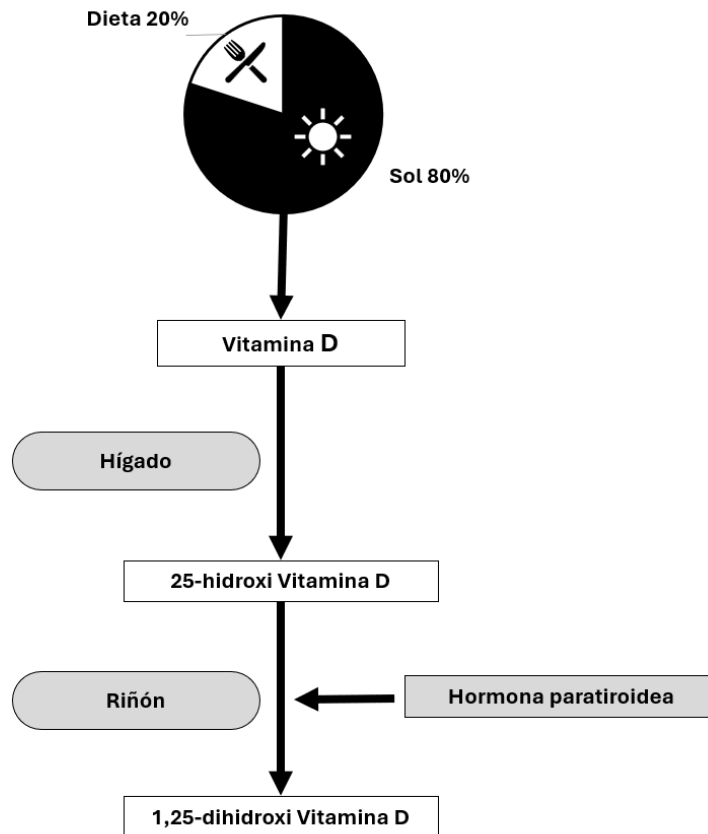 Dieta 20%
Sol 80%
Vitamina D
Hígado
25-hidroxi Vitamina D
Riñón
Hormona paratiroidea
1,25-dihidroxi Vitamina D